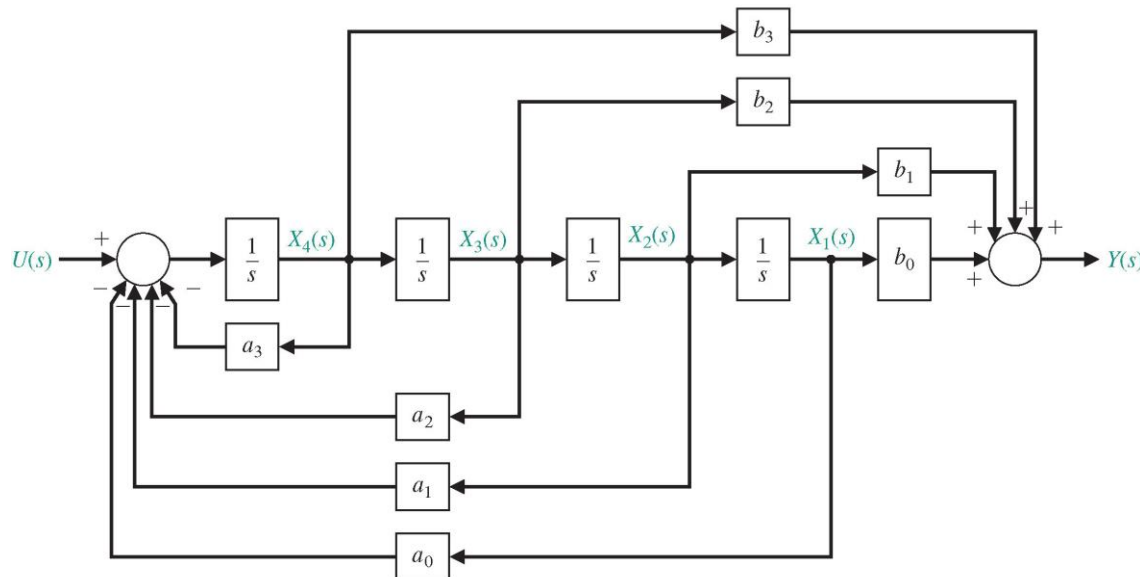 b₃
b₂
b₁
+ + + +
U(s) + 1/s X₄(s) 1/s X₃(s) 1/s X₂(s) 1/s X₁(s) b₀ + Y(s)
− − − −
a₃
a₂
a₁
a₀